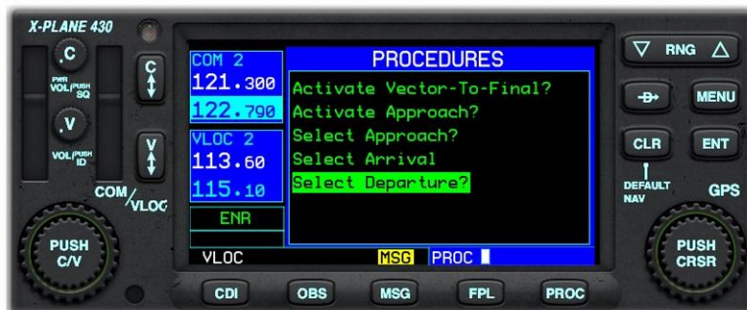 X-PLANE 430
.C
PWR
VOL/PUSH
SQ
.V
VOL/PUSH
ID
C
V
COM/VLOC
PUSH
C/V
COM 2
121.300
122.790
VLOC 2
113.60
115.10
ENR
VLOC
PROCEDURES
Activate Vector-To-Final?
Activate Approach?
Select Approach?
Select Arrival
Select Departure?
MSG PROC
CDI OBS MSG FPL PROC
RNG
D MENU
CLR ENT
DEFAULT
NAV
GPS
PUSH
CRSR